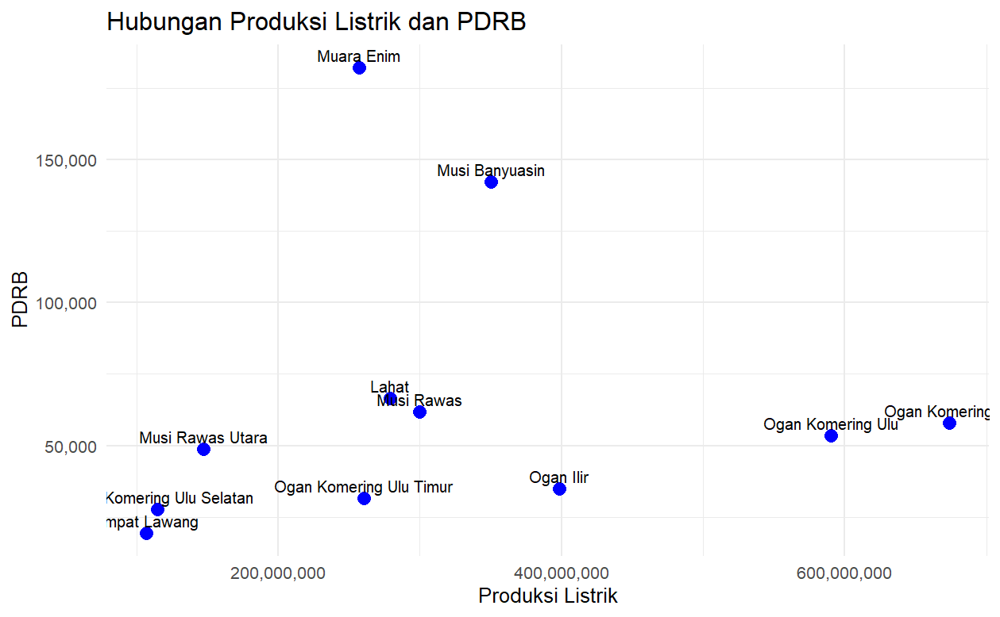 Hubungan Produksi Listrik dan PDRB
Muara Enim
150,000
Musi Banyuasin
PDRB
100,000
Lahat
Musi Rawas
Ogan Komering
Ogan Komering Ulu
Musi Rawas Utara
50,000
Ogan Ilir
Ogan Komering Ulu Timur
Komering Ulu Selatan
mpat Lawang
200,000,000
400,000,000
600,000,000
Produksi Listrik